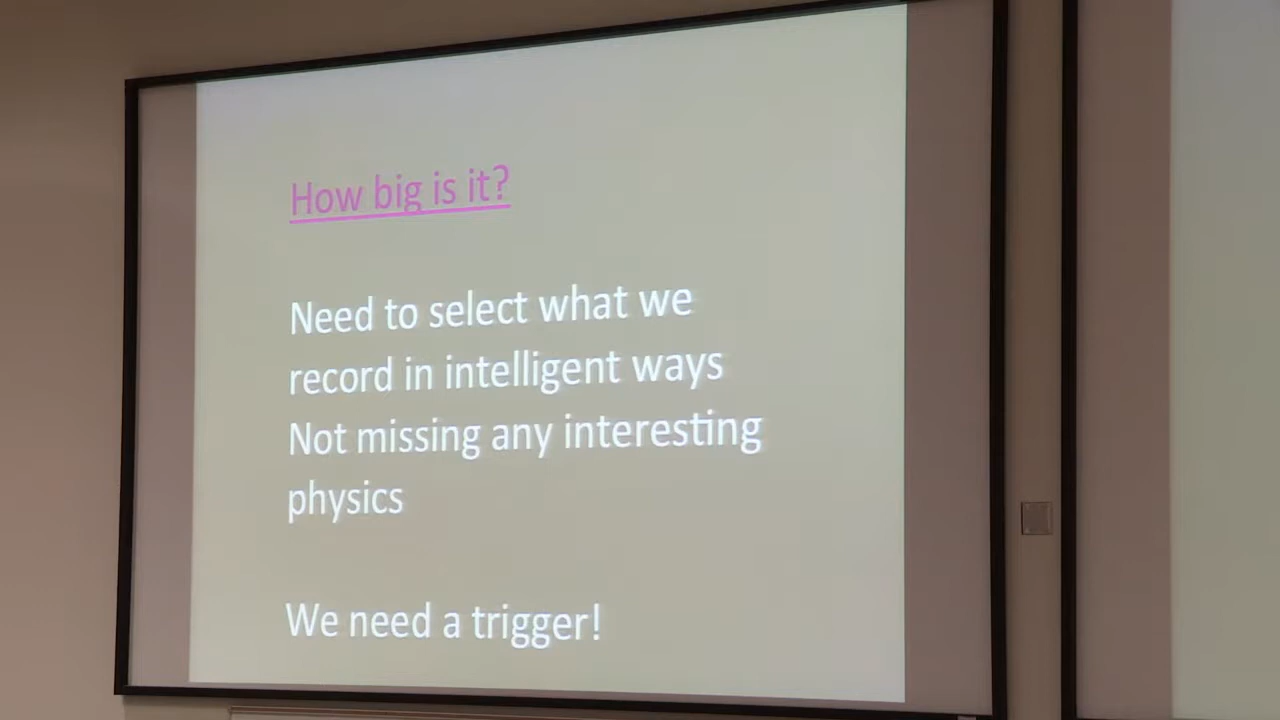 How big is it?
Need to select what we
record in intelligent ways
Not missing any interesting
physics
We need a trigger!